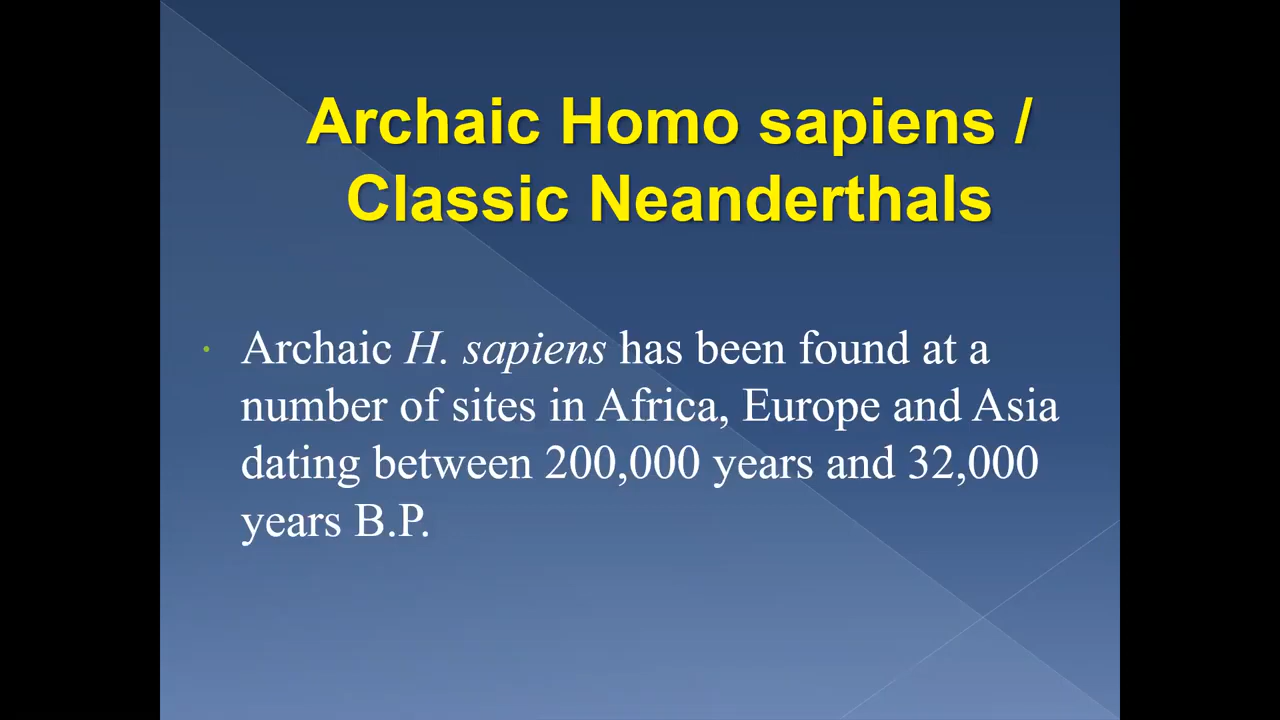 Archaic Homo sapiens /
Classic Neanderthals
• Archaic H. sapiens has been found at a
number of sites in Africa, Europe and Asia
dating between 200,000 years and 32,000
years B.P.